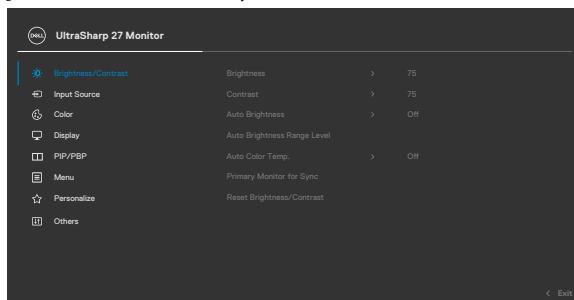 DELL UltraSharp 27 Monitor
Brightness/Contrast Brightness > 75
Input Source Contrast > 75
Color Auto Brightness > Off
Display Auto Brightness Range Level
PIP/PBP Auto Color Temp. > Off
Menu Primary Monitor for Sync
Personalize Reset Brightness/Contrast
Others
< Exit